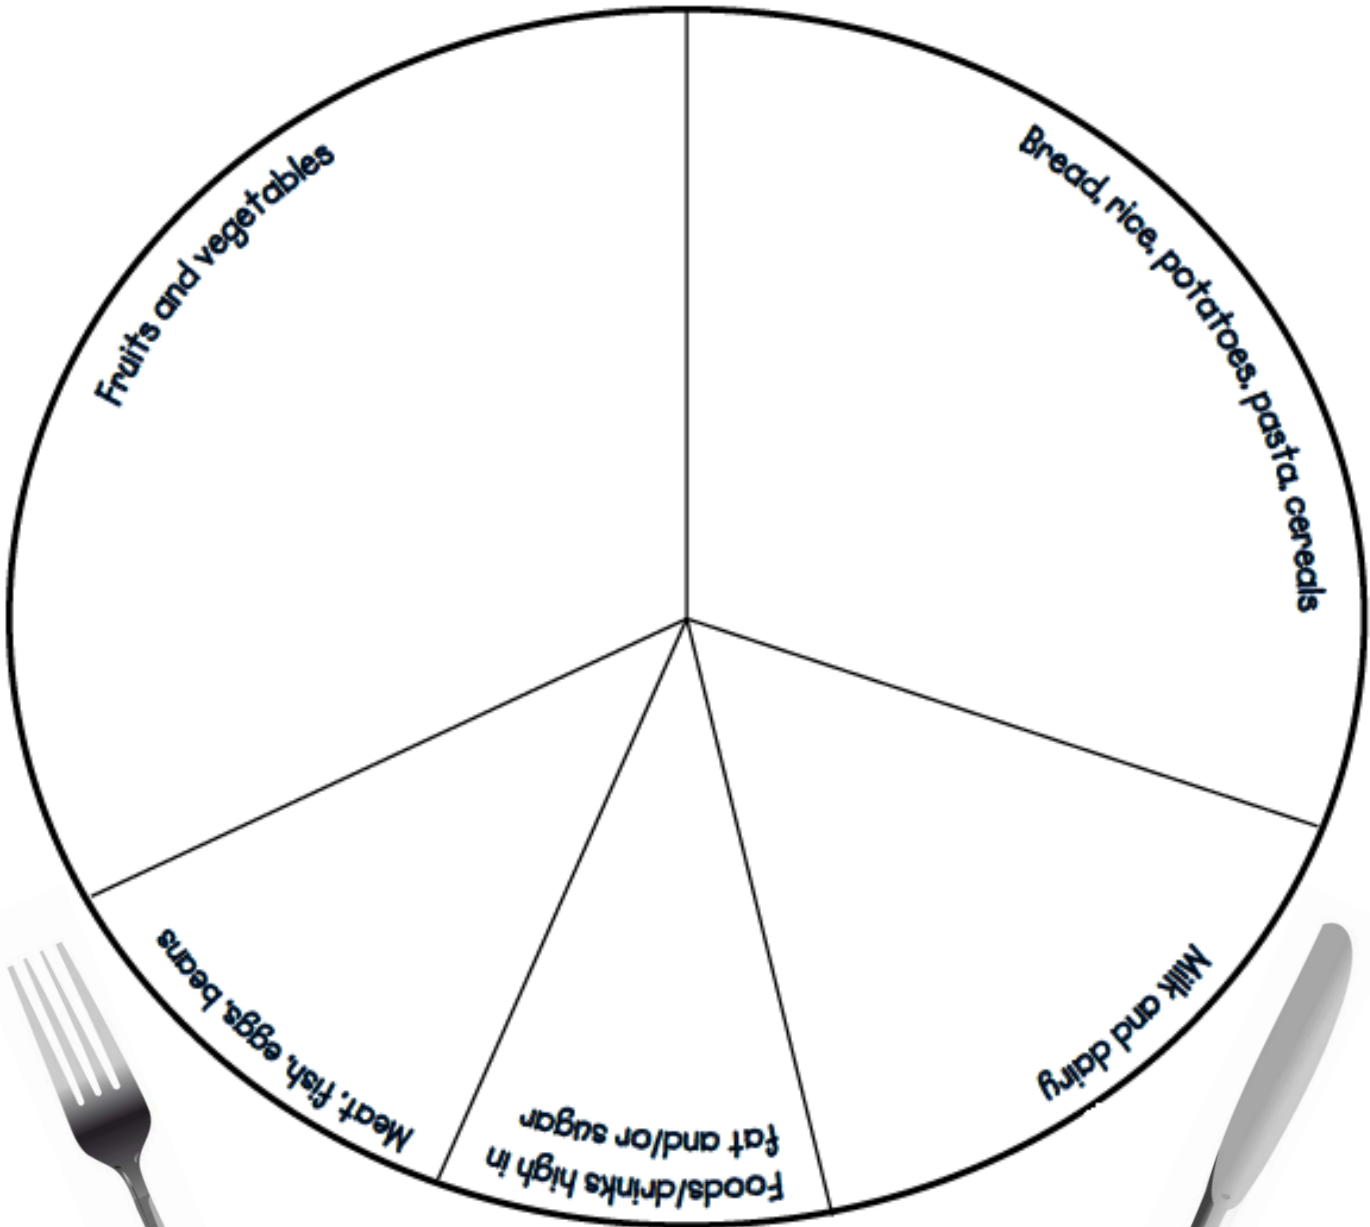 Fruits and vegetables
Bread, rice, potatoes, pasta, cereals
Milk and dairy
Foods/drinks high in
fat and/or sugar
Meat, fish, eggs, beans